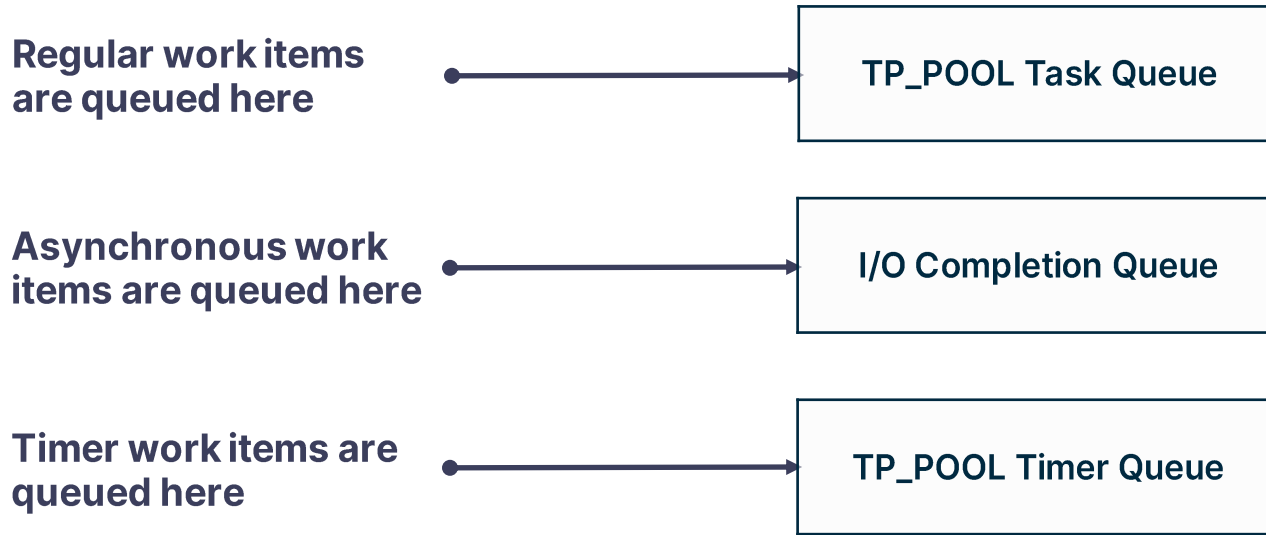 Regular work items
are queued here
TP_POOL Task Queue
Asynchronous work
items are queued here
I/O Completion Queue
Timer work items are
queued here
TP_POOL Timer Queue